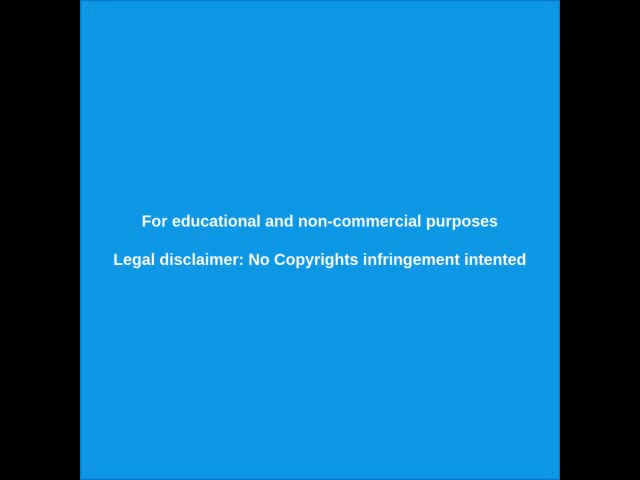 For educational and non-commercial purposes
Legal disclaimer: No Copyrights infringement intented